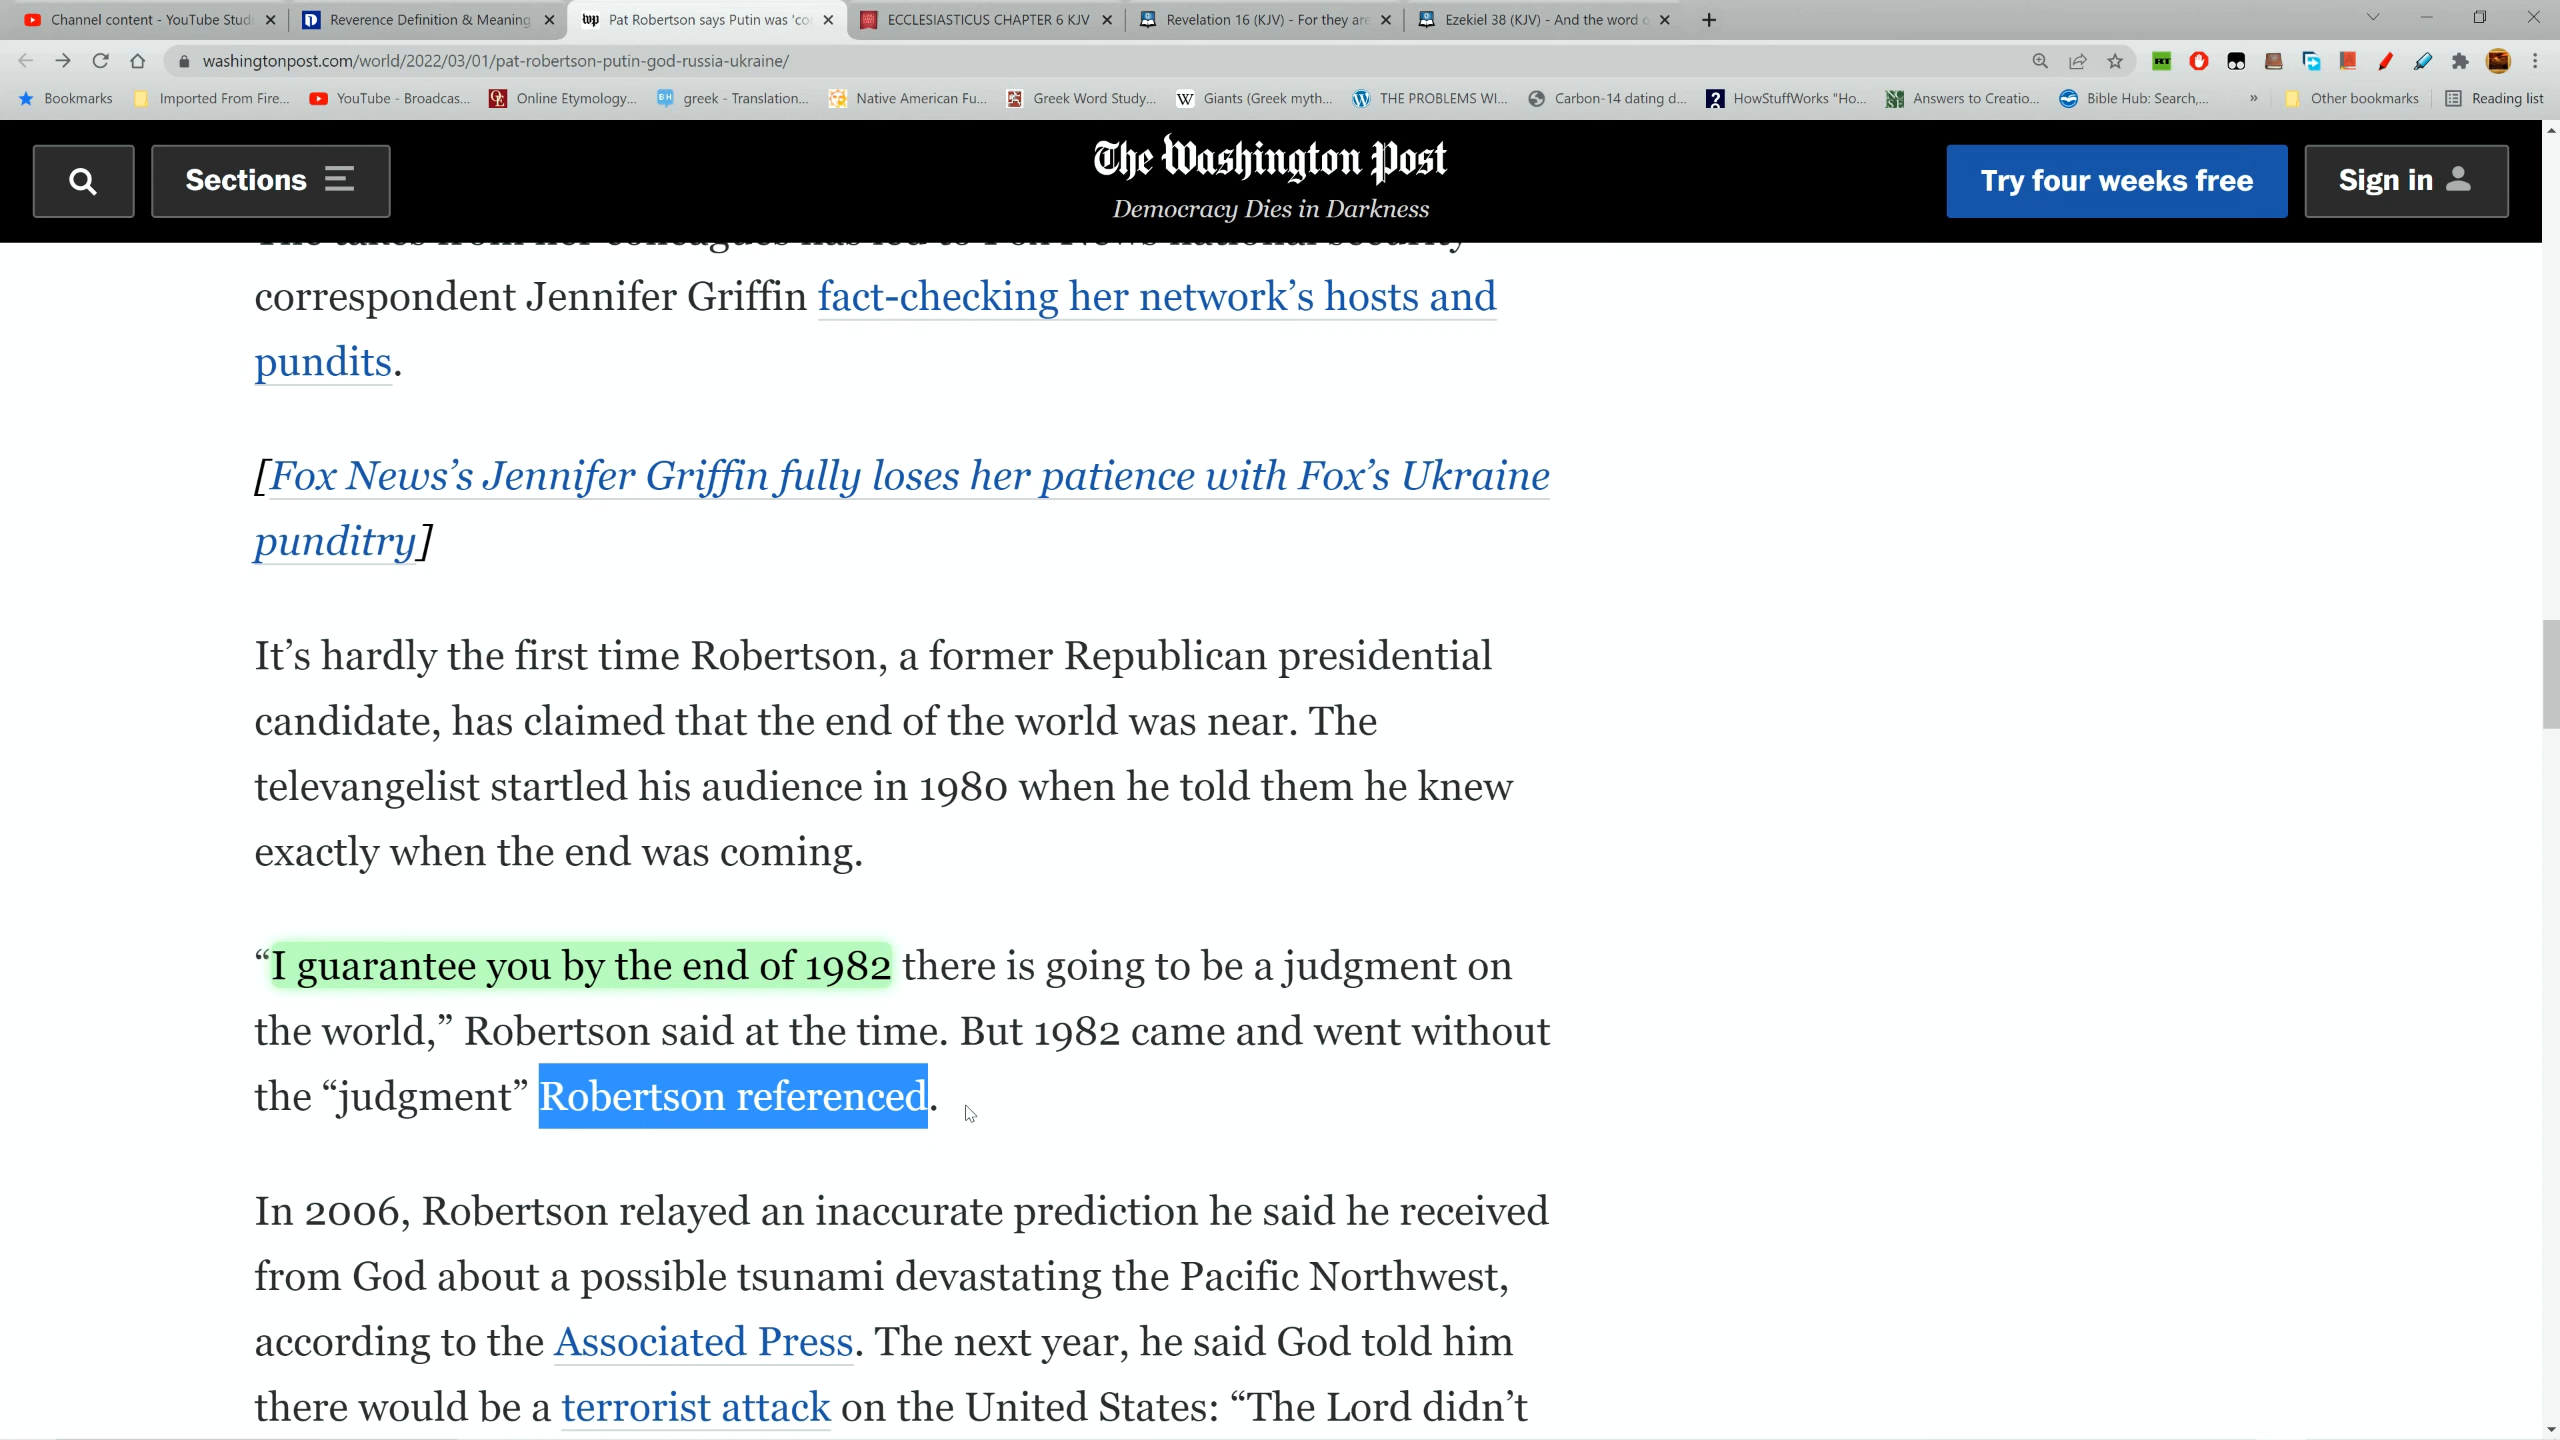 Channel content - YouTube Studi
Reverence Definition & Meaning
Pat Robertson says Putin was 'co
ECCLESIASTICUS CHAPTER 6 KJV
Revelation 16 (KJV) - For they are
Ezekiel 38 (KJV) - And the word o
washingtonpost.com/world/2022/03/01/pat-robertson-putin-god-russia-ukraine/
Bookmarks
Imported From Fire...
YouTube - Broadcas...
Online Etymology...
greek - Translation...
Native American Fu...
Greek Word Study...
Giants (Greek myth...
THE PROBLEMS WI...
Carbon-14 dating d...
HowStuffWorks "Ho...
Answers to Creatio...
Bible Hub: Search,...
»
Other bookmarks
Reading list
Sections
The Washington Post
Democracy Dies in Darkness
Try four weeks free
Sign in
correspondent Jennifer Griffin fact-checking her network’s hosts and
pundits.
[Fox News’s Jennifer Griffin fully loses her patience with Fox’s Ukraine
punditry]
It’s hardly the first time Robertson, a former Republican presidential
candidate, has claimed that the end of the world was near. The
televangelist startled his audience in 1980 when he told them he knew
exactly when the end was coming.
“I guarantee you by the end of 1982 there is going to be a judgment on
the world,” Robertson said at the time. But 1982 came and went without
the “judgment” Robertson referenced.
In 2006, Robertson relayed an inaccurate prediction he said he received
from God about a possible tsunami devastating the Pacific Northwest,
according to the Associated Press. The next year, he said God told him
there would be a terrorist attack on the United States: “The Lord didn’t